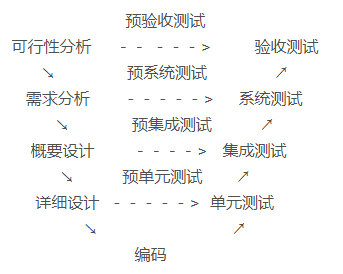 预验收测试
可行性分析 - - - - - > 验收测试
↘ 预系统测试 ↗
需求分析 - - - - - > 系统测试
↘ 预集成测试 ↗
概要设计 - - - - > 集成测试
↘ 预单元测试 ↗
详细设计 - - - - - > 单元测试
↘ ↗
编码